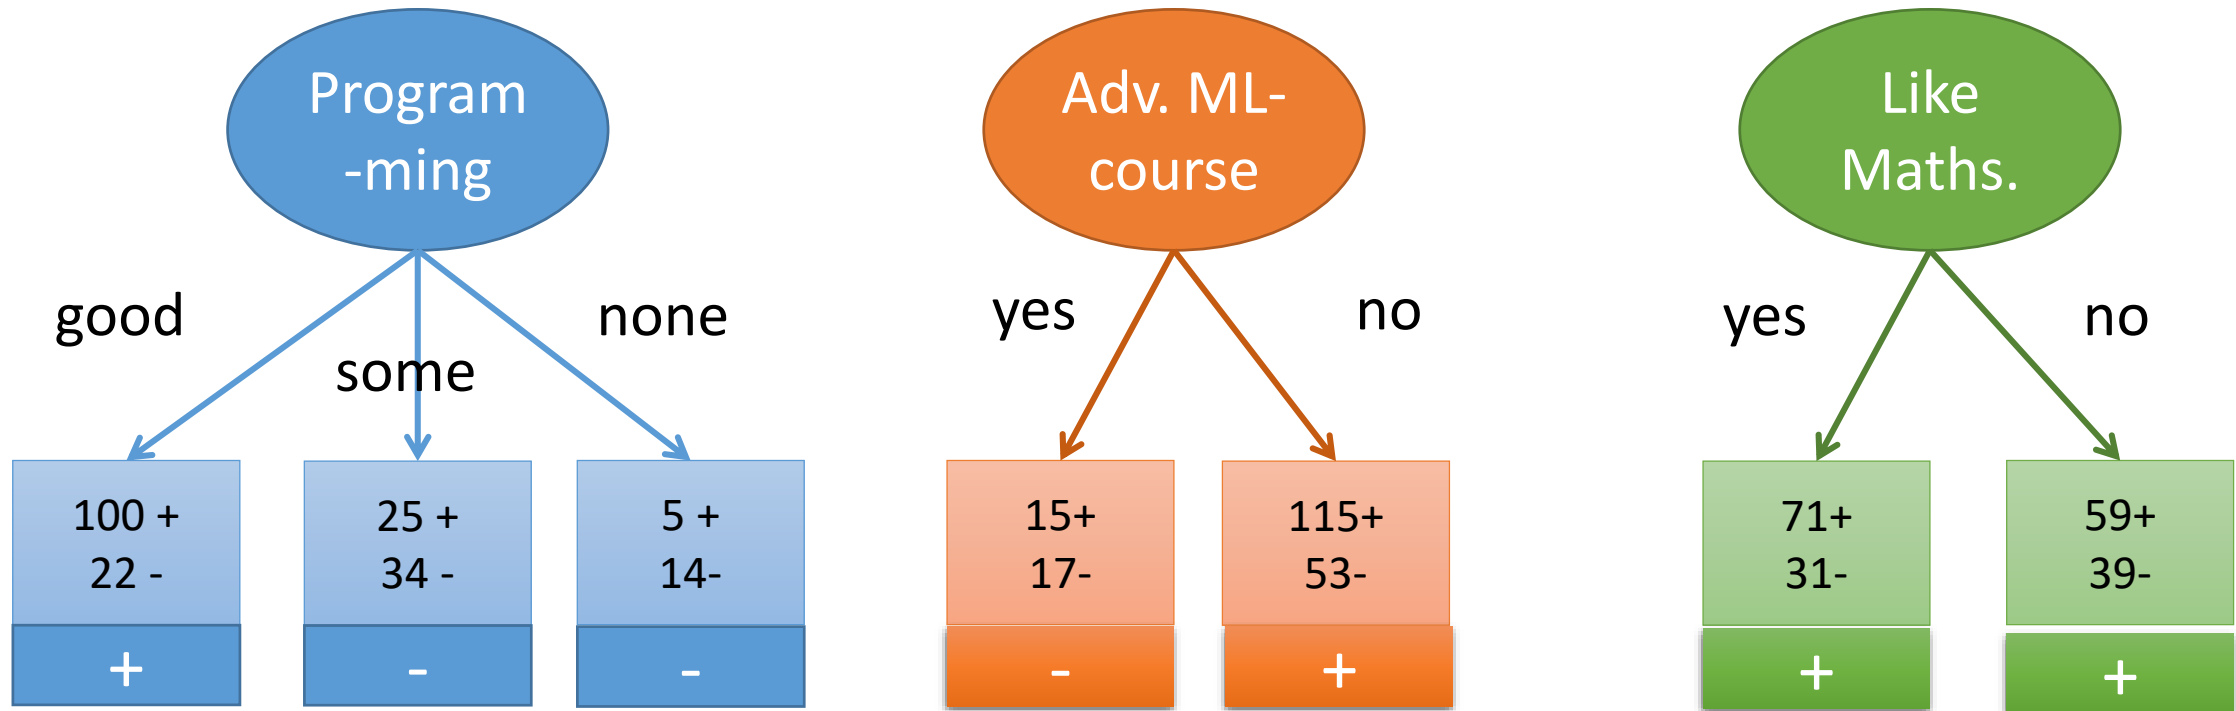 Program
-ming
good
some
none
100 +
22 -
+
25 +
34 -
-
5 +
14-
-
Adv. ML-
course
yes
no
15+
17-
-
115+
53-
+
Like
Maths.
yes
no
71+
31-
+
59+
39-
+